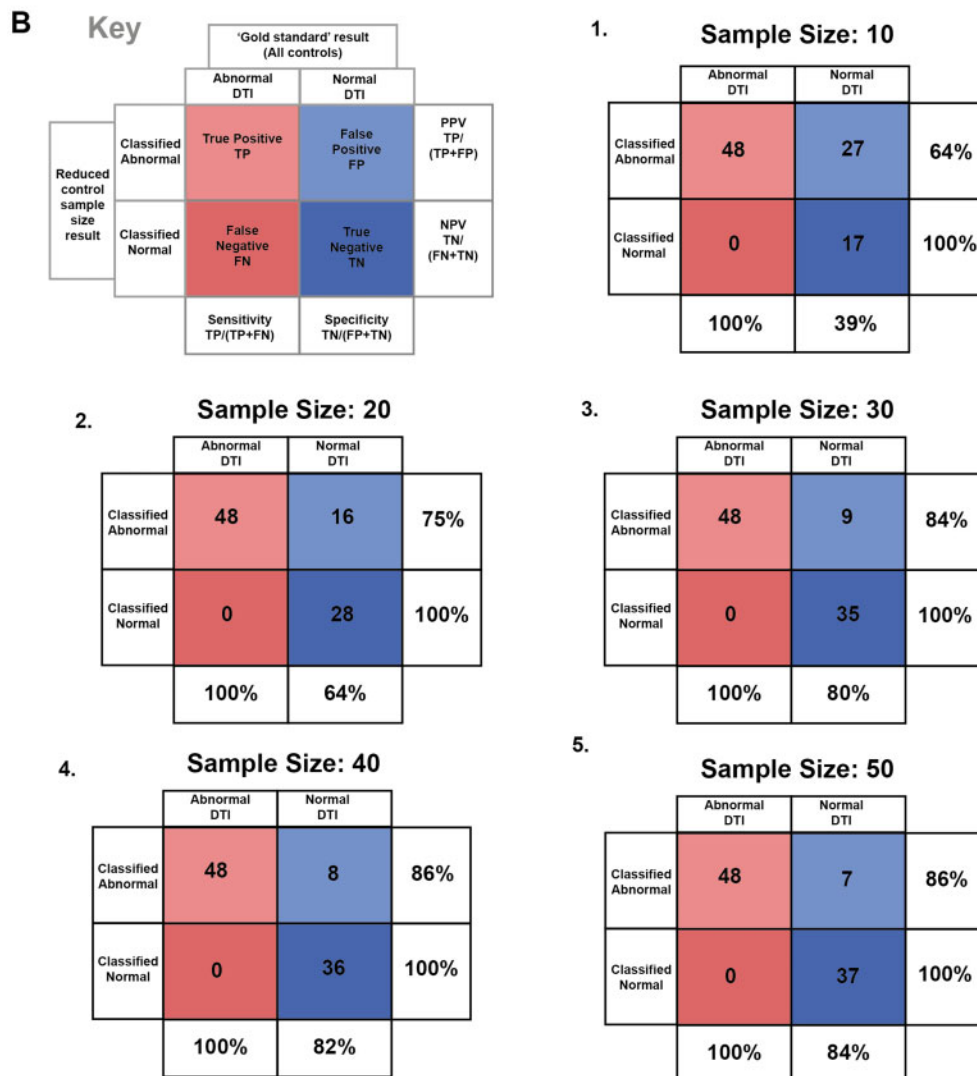 B
Key
'Gold standard' result
(All controls)
Abnormal
DTI
Normal
DTI
Reduced
control
sample
size
result
Classified
Abnormal
True Positive
TP
False
Positive
FP
PPV
TP/
(TP+FP)
Classified
Normal
False
Negative
FN
True
Negative
TN
NPV
TN/
(FN+TN)
Sensitivity
TP/(TP+FN)
Specificity
TN/(FP+TN)
1.
Sample Size: 10
Abnormal
DTI
Normal
DTI
Classified
Abnormal
48
27
64%
Classified
Normal
0
17
100%
100%
39%
2.
Sample Size: 20
Abnormal
DTI
Normal
DTI
Classified
Abnormal
48
16
75%
Classified
Normal
0
28
100%
100%
64%
3.
Sample Size: 30
Abnormal
DTI
Normal
DTI
Classified
Abnormal
48
9
84%
Classified
Normal
0
35
100%
100%
80%
4.
Sample Size: 40
Abnormal
DTI
Normal
DTI
Classified
Abnormal
48
8
86%
Classified
Normal
0
36
100%
100%
82%
5.
Sample Size: 50
Abnormal
DTI
Normal
DTI
Classified
Abnormal
48
7
86%
Classified
Normal
0
37
100%
100%
84%